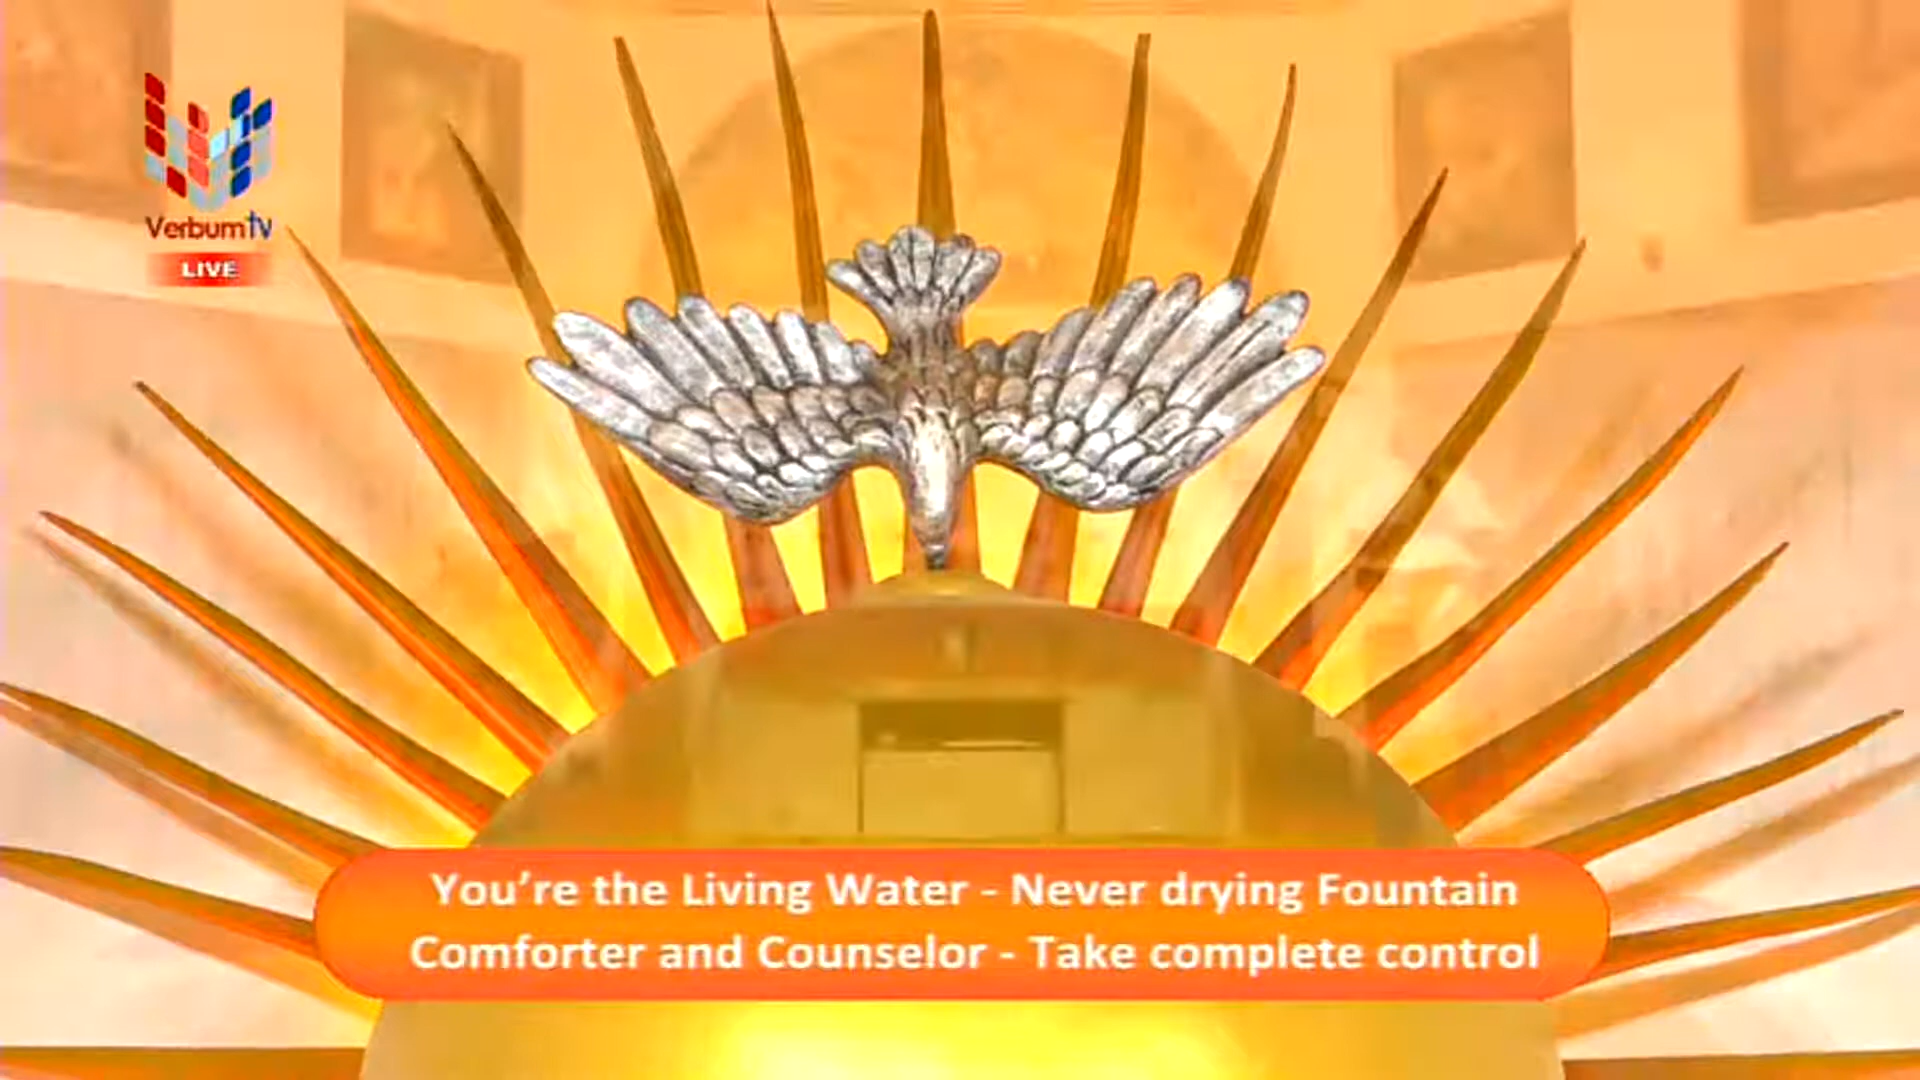 VerbumTV
LIVE
You’re the Living Water - Never drying Fountain
Comforter and Counselor - Take complete control